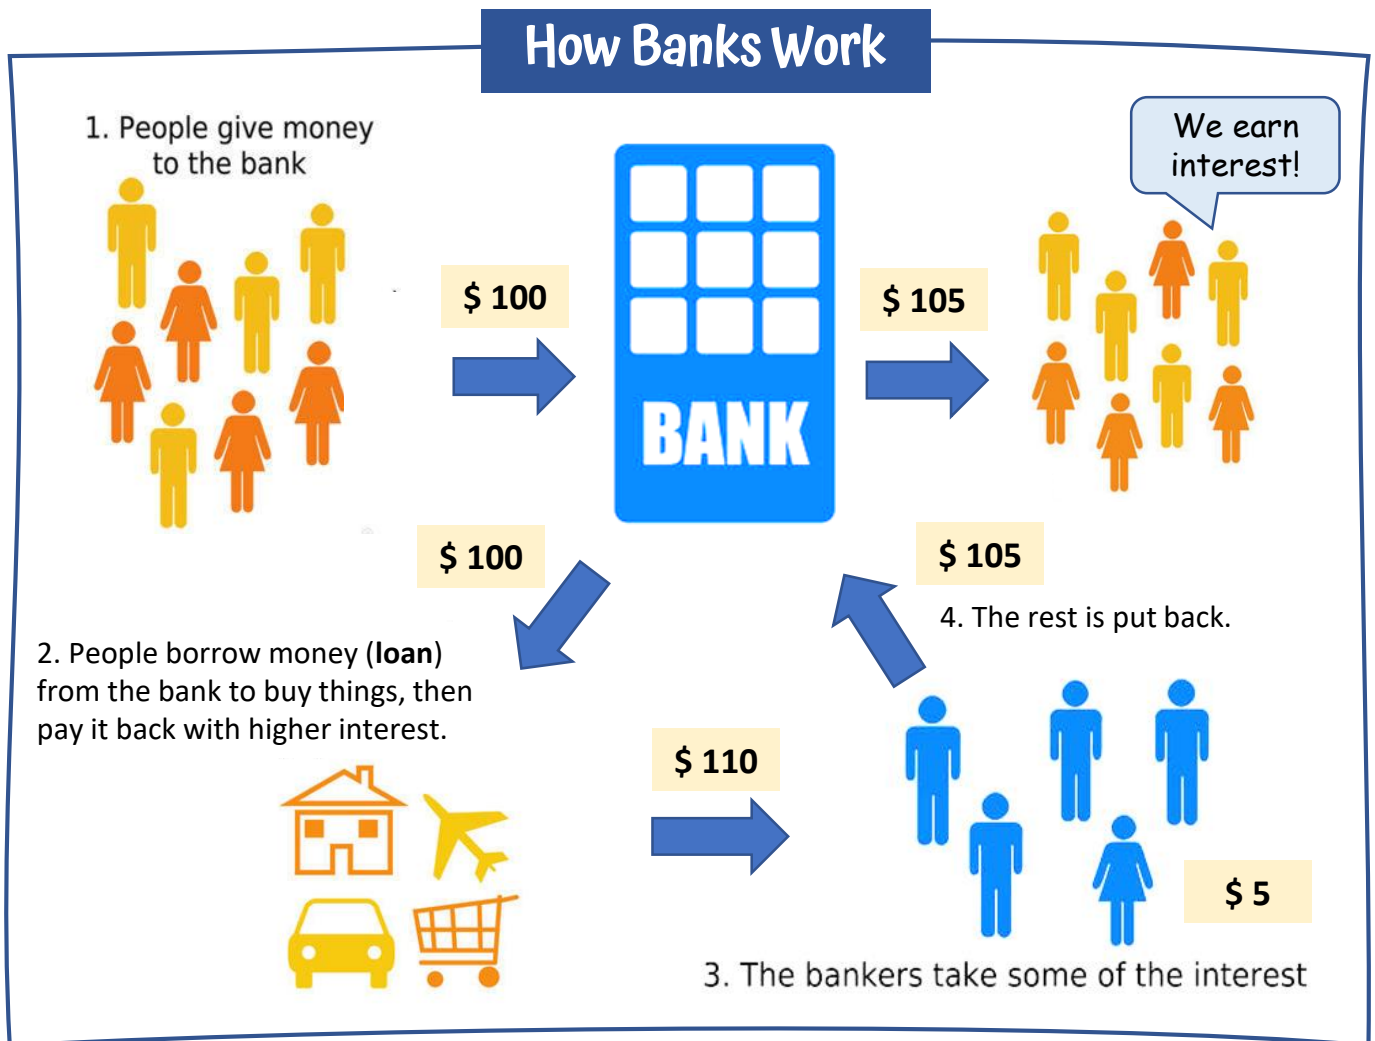 How Banks Work
1. People give money
to the bank
We earn
interest!
$ 100
$ 105
BANK
$ 100
$ 105
4. The rest is put back.
2. People borrow money (loan)
from the bank to buy things, then
pay it back with higher interest.
$ 110
$ 5
3. The bankers take some of the interest